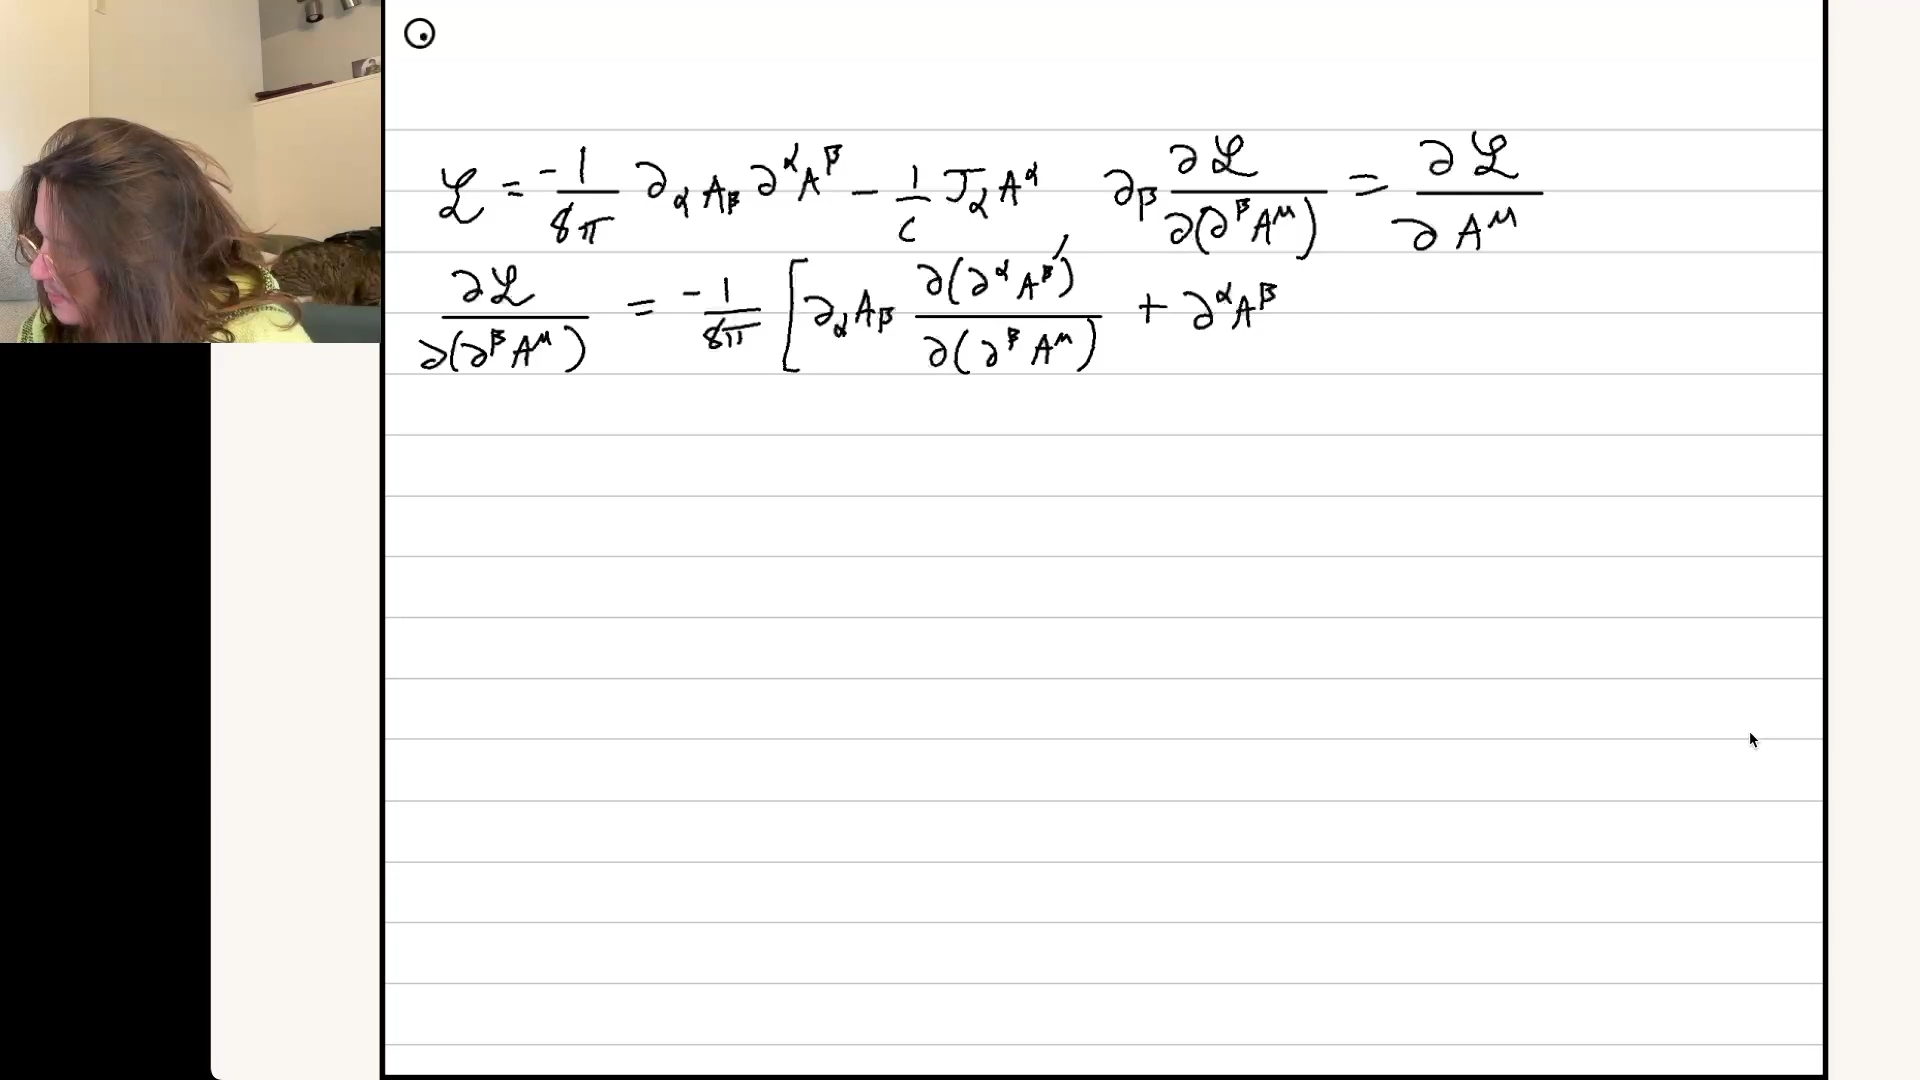 ℒ = -1/8π ∂_α A_β ∂^α A^β - 1/c J_α A^α , ∂_β ∂ℒ/∂(∂^β A^μ) = ∂ℒ/∂A^μ
∂ℒ/∂(∂^β A^μ) = -1/8π [ ∂_α A_β ∂(∂^α A^β)/∂(∂^β A^μ) + ∂^α A^β